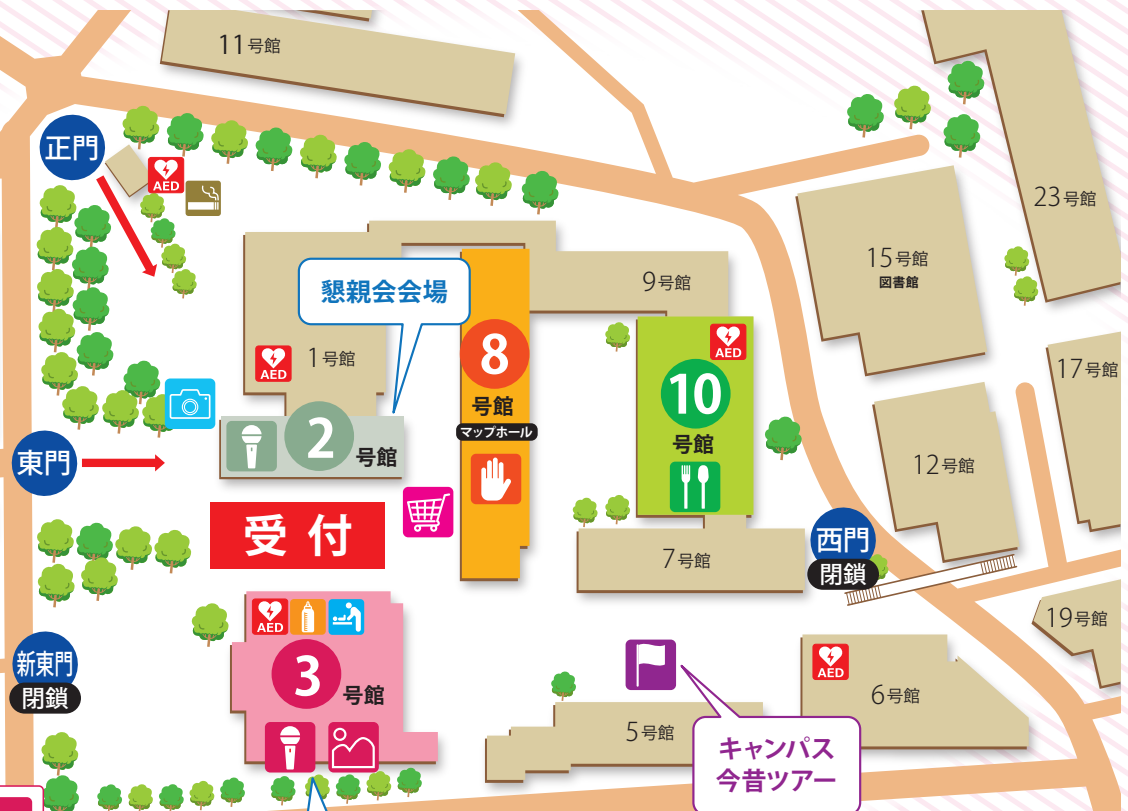 11号館
正門
AED
23号館
15号館
図書館
9号館
懇親会会場
8
号館
マップホール
1号館
AED
AED
10
号館
17号館
2
号館
12号館
東門
受付
西門
閉鎖
7号館
19号館
AED
3
号館
新東門
閉鎖
AED
6号館
5号館
キャンパス
今昔ツアー